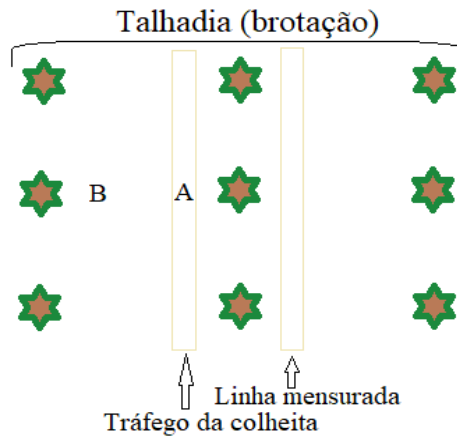 Talhadia (brotação)
B
A
Linha mensurada
Tráfego da colheita